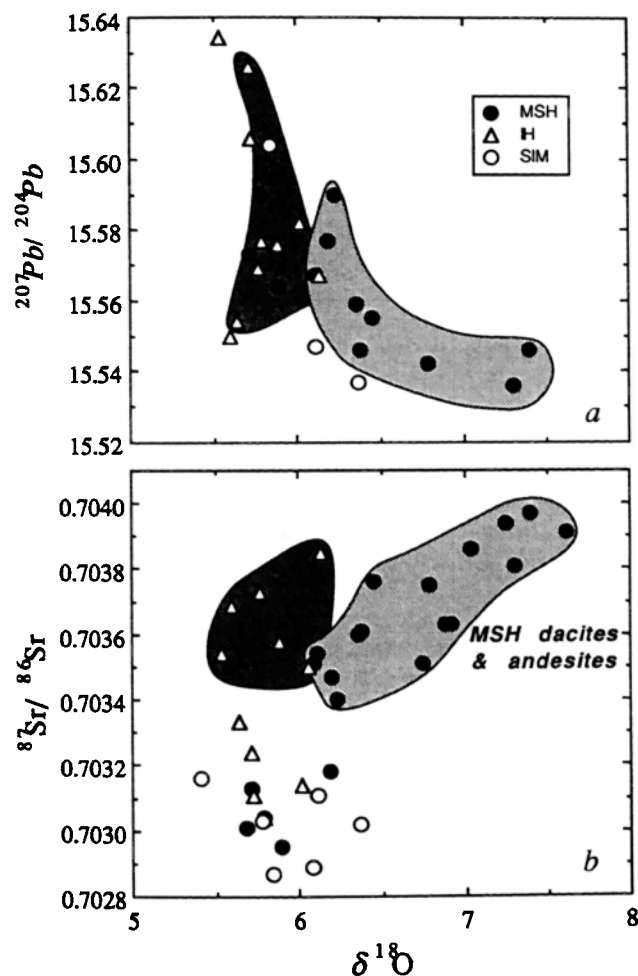 15.64
15.62
15.60
15.58
15.56
15.54
15.52
207Pb/ 204Pb
MSH
IH
SIM
a
0.7040
0.7038
0.7036
0.7034
0.7032
0.7030
0.7028
87Sr/ 86Sr
MSH dacites
& andesites
b
5
6
7
8
δ 18O